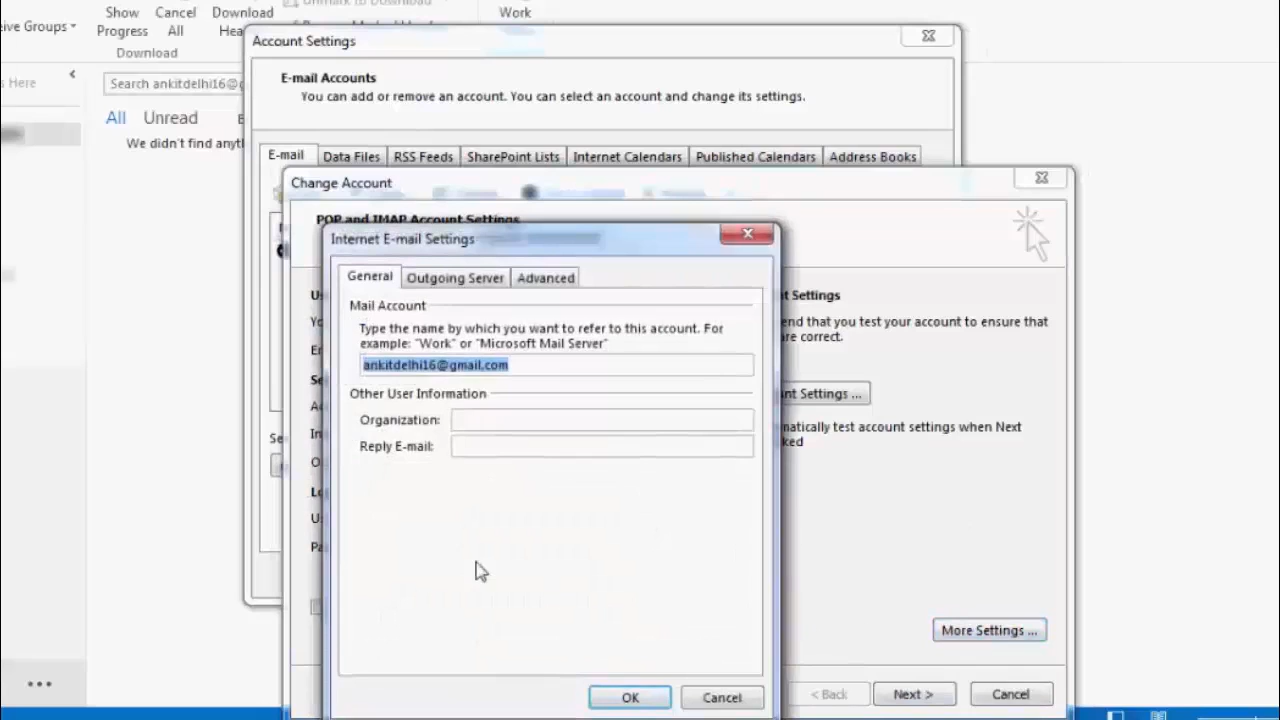 Show Cancel Download
eive Groups
Progress All Hea
Work
Download
Account Settings
s Here
Search ankitdelhi16@g
E-mail Accounts
You can add or remove an account. You can select an account and change its settings.
All Unread
We didn't find anyth
E-mail Data Files RSS Feeds SharePoint Lists Internet Calendars Published Calendars Address Books
Change Account
POP and IMAP Account Settings
Internet E-mail Settings
General Outgoing Server Advanced
Mail Account
Type the name by which you want to refer to this account. For
example: "Work" or "Microsoft Mail Server"
ankitdelhi16@gmail.com
Other User Information
Organization:
Reply E-mail:
OK Cancel
t Settings
end that you test your account to ensure that
are correct.
nt Settings ...
matically test account settings when Next
ked
More Settings ...
< Back Next > Cancel